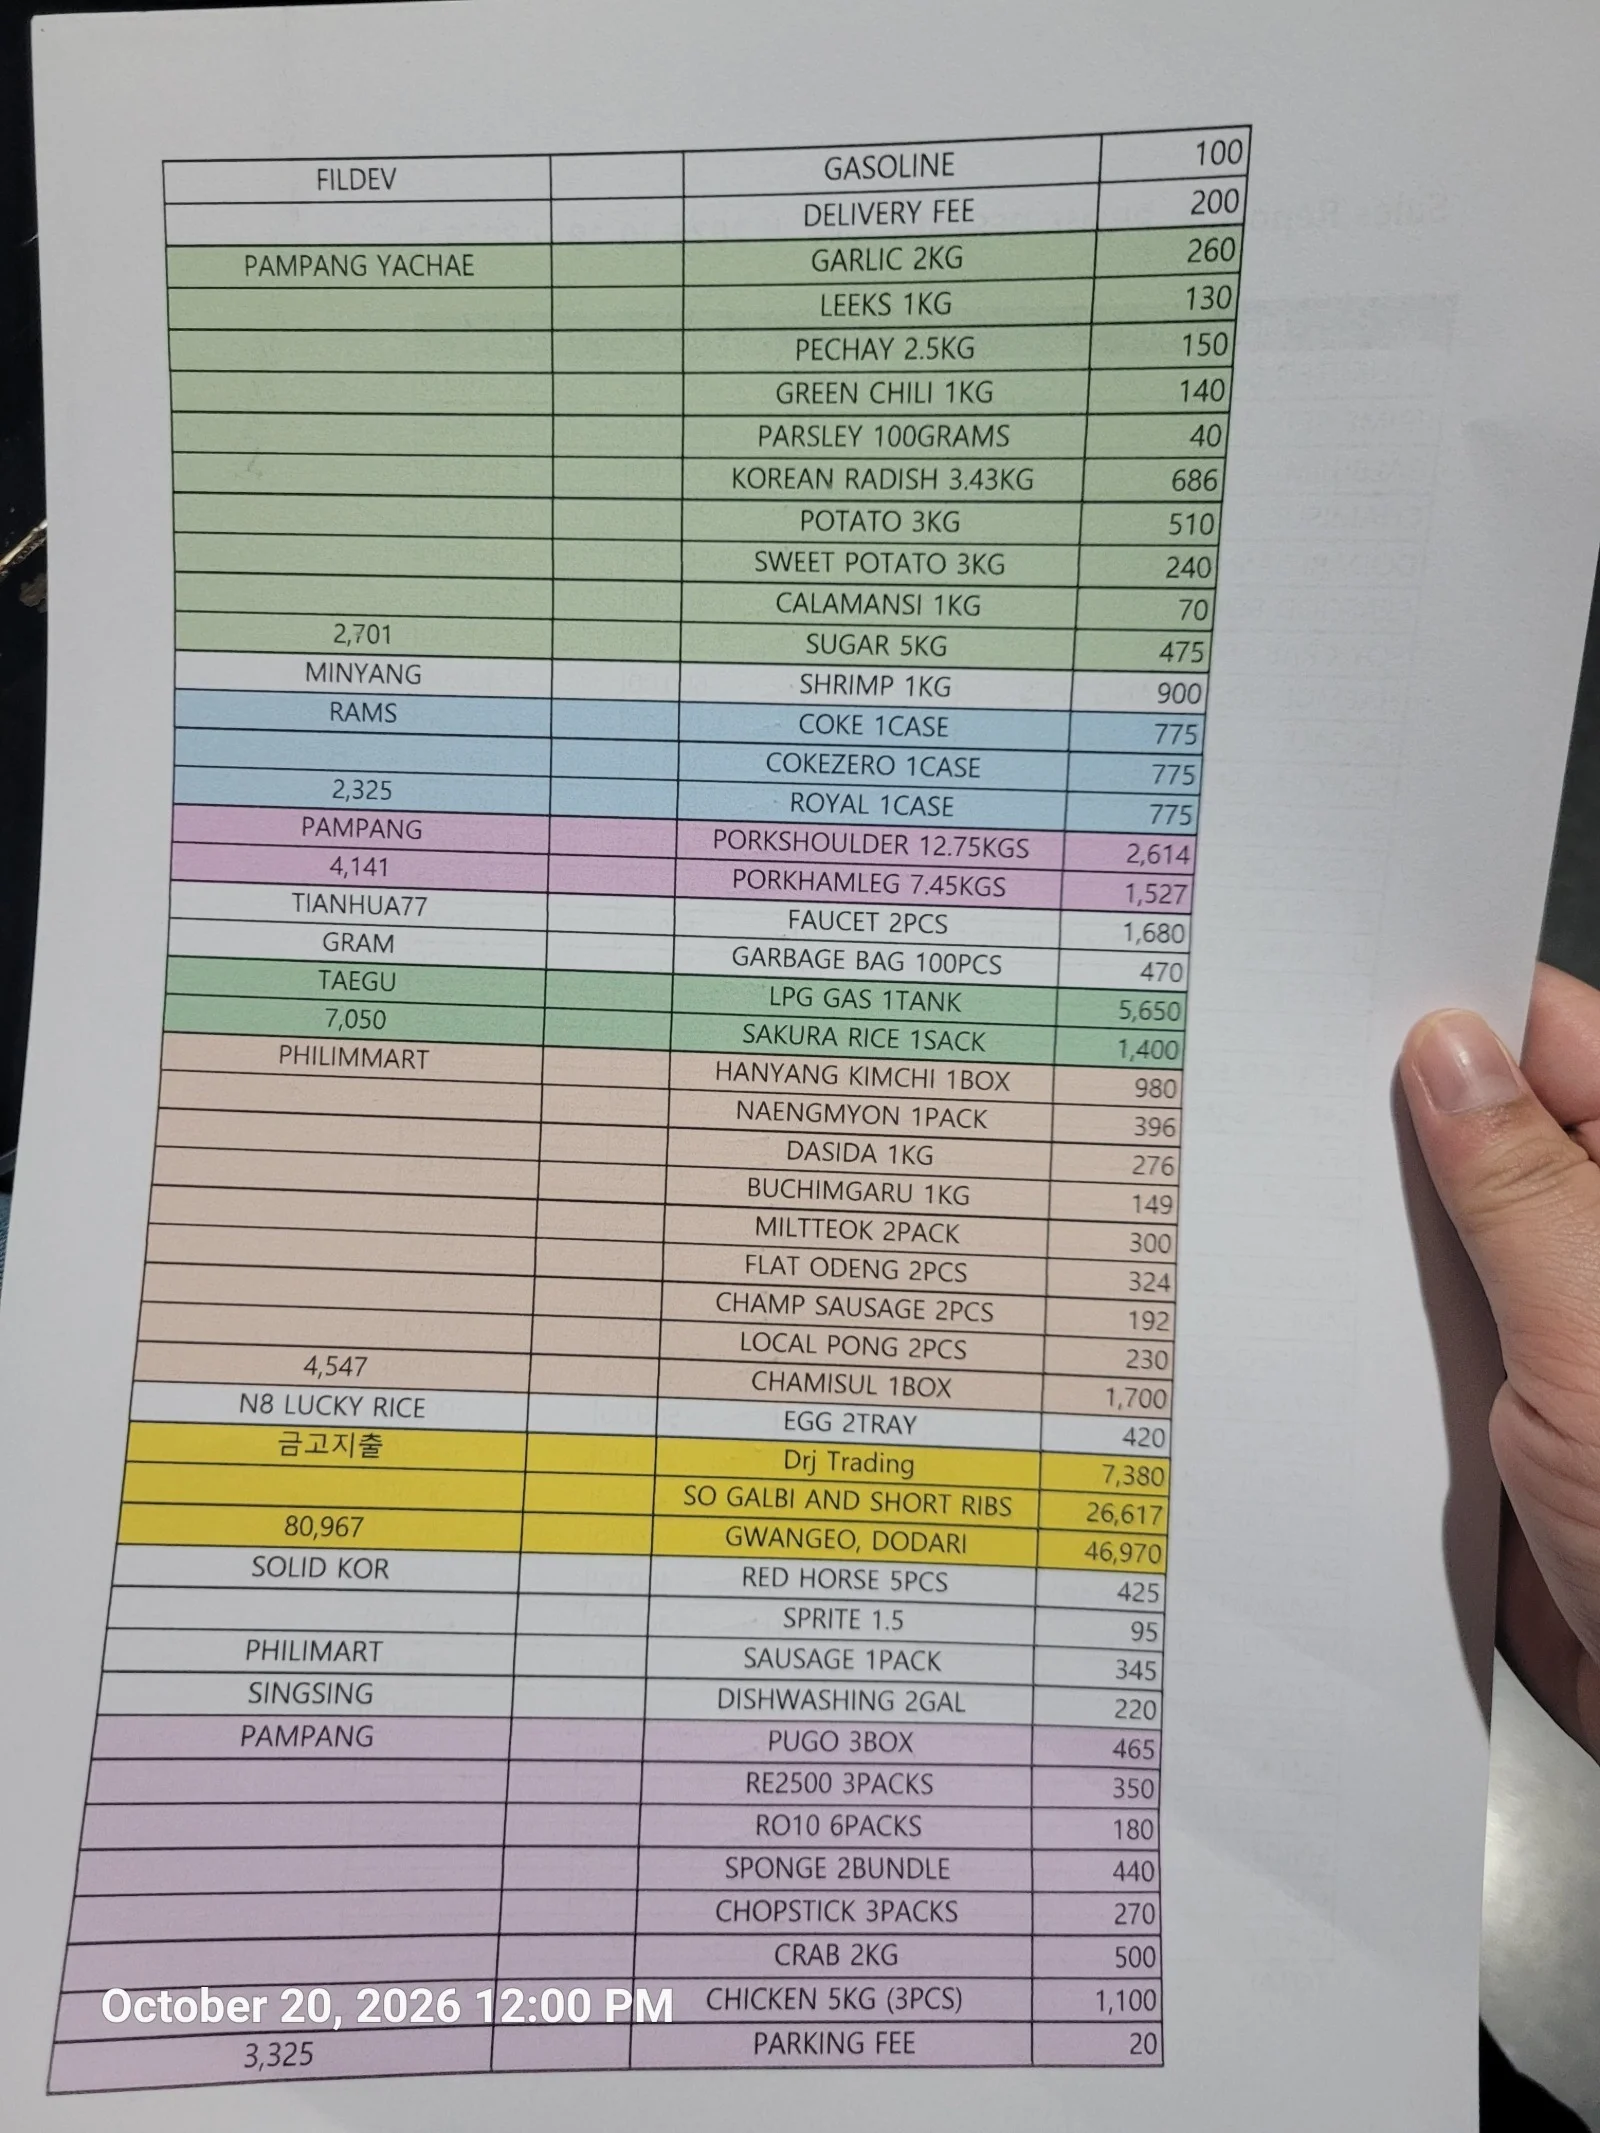 FILDEV GASOLINE 100
DELIVERY FEE 200
PAMPANG YACHAE GARLIC 2KG 260
LEEKS 1KG 130
PECHAY 2.5KG 150
GREEN CHILI 1KG 140
PARSLEY 100GRAMS 40
KOREAN RADISH 3.43KG 686
POTATO 3KG 510
SWEET POTATO 3KG 240
CALAMANSI 1KG 70
2,701 SUGAR 5KG 475
MINYANG SHRIMP 1KG 900
RAMS COKE 1CASE 775
COKEZERO 1CASE 775
2,325 ROYAL 1CASE 775
PAMPANG PORKSHOULDER 12.75KGS 2,614
4,141 PORKHAMLEG 7.45KGS 1,527
TIANHUA77 FAUCET 2PCS 1,680
GRAM GARBAGE BAG 100PCS 470
TAEGU LPG GAS 1TANK 5,650
7,050 SAKURA RICE 1SACK 1,400
PHILIMMART HANYANG KIMCHI 1BOX 980
NAENGMYON 1PACK 396
DASIDA 1KG 276
BUCHIMGARU 1KG 149
MILTTEOK 2PACK 300
FLAT ODENG 2PCS 324
CHAMP SAUSAGE 2PCS 192
LOCAL PONG 2PCS 230
4,547 CHAMISUL 1BOX 1,700
N8 LUCKY RICE EGG 2TRAY 420
금고지출 Drj Trading 7,380
SO GALBI AND SHORT RIBS 26,617
80,967 GWANGEO, DODARI 46,970
SOLID KOR RED HORSE 5PCS 425
SPRITE 1.5 95
PHILIMART SAUSAGE 1PACK 345
SINGSING DISHWASHING 2GAL 220
PAMPANG PUGO 3BOX 465
RE2500 3PACKS 350
RO10 6PACKS 180
SPONGE 2BUNDLE 440
CHOPSTICK 3PACKS 270
CRAB 2KG 500
CHICKEN 5KG (3PCS) 1,100
October 20, 2026 12:00 PM
3,325 PARKING FEE 20